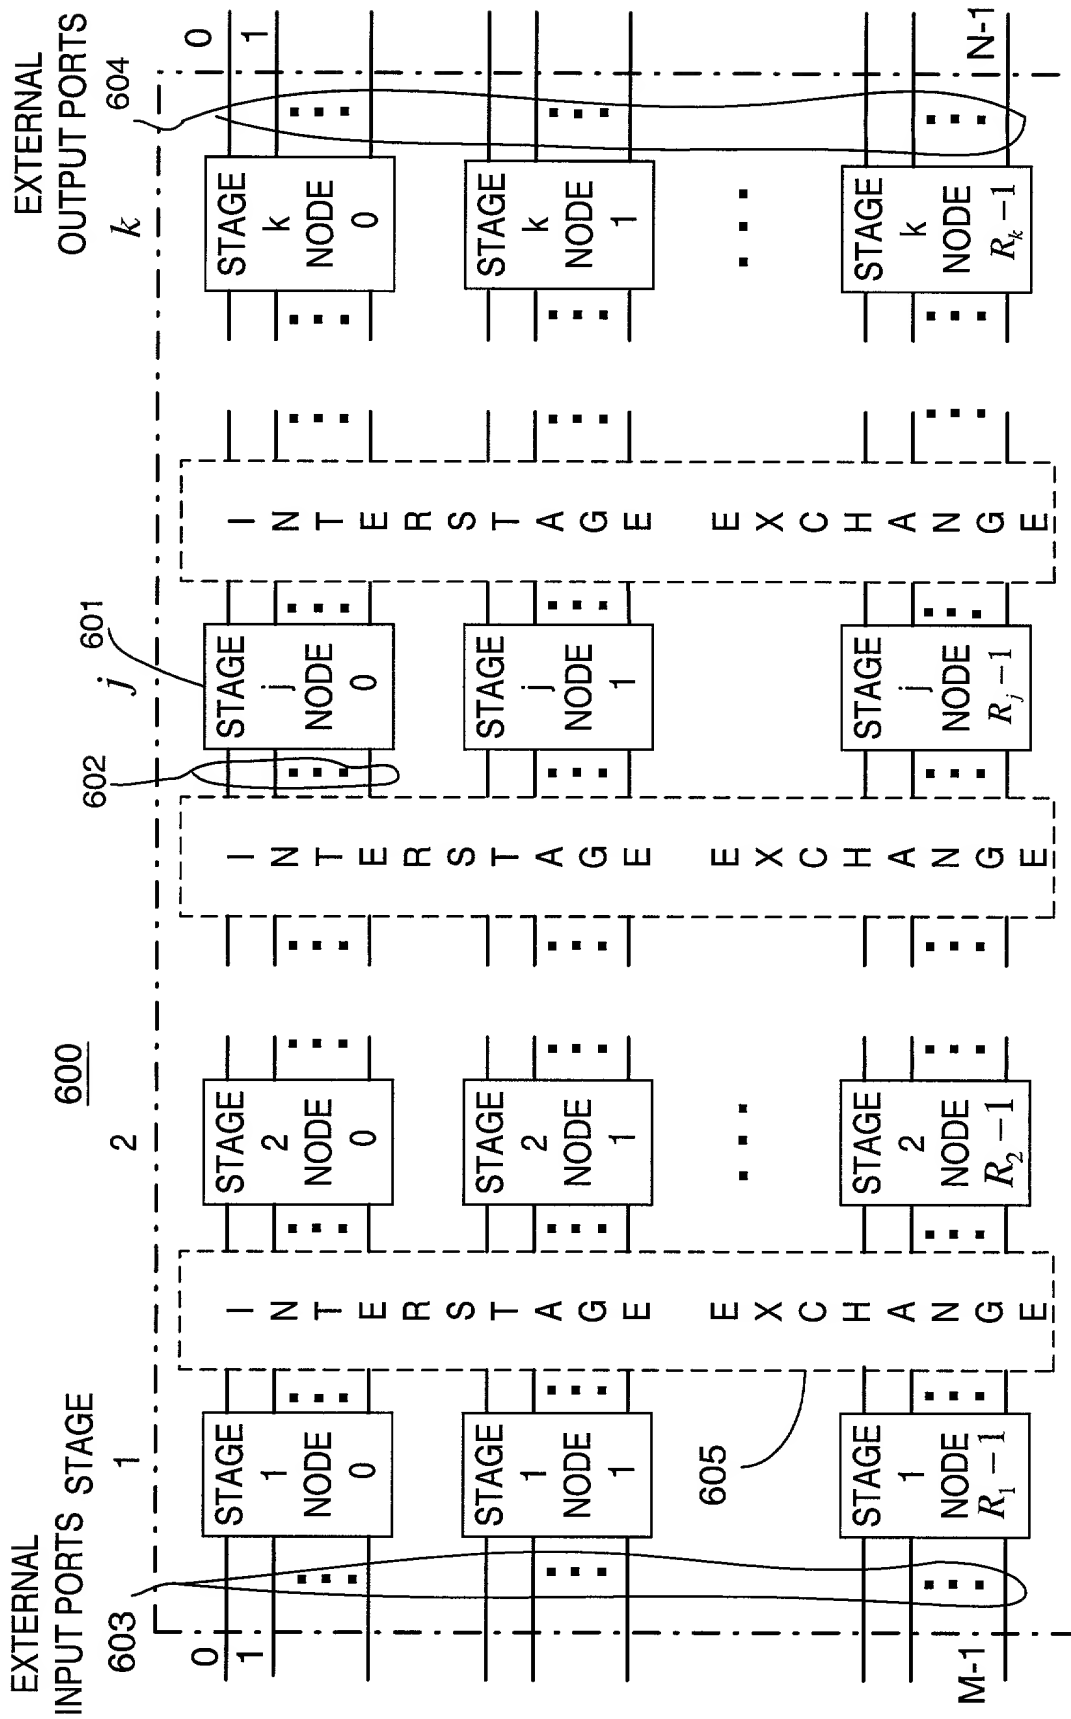 600
EXTERNAL
INPUT PORTS
STAGE
1
2
j
k
EXTERNAL
OUTPUT PORTS
603
602
601
604
0
1
M-1
0
1
N-1
STAGE
1
NODE
0
STAGE
1
NODE
1
STAGE
1
NODE
R₁−1
605
INTERSTAGE EXCHANGE
STAGE
2
NODE
0
STAGE
2
NODE
1
STAGE
2
NODE
R₂−1
INTERSTAGE EXCHANGE
STAGE
j
NODE
0
STAGE
j
NODE
1
STAGE
j
NODE
Rⱼ−1
INTERSTAGE EXCHANGE
STAGE
k
NODE
0
STAGE
k
NODE
1
STAGE
k
NODE
Rₖ−1